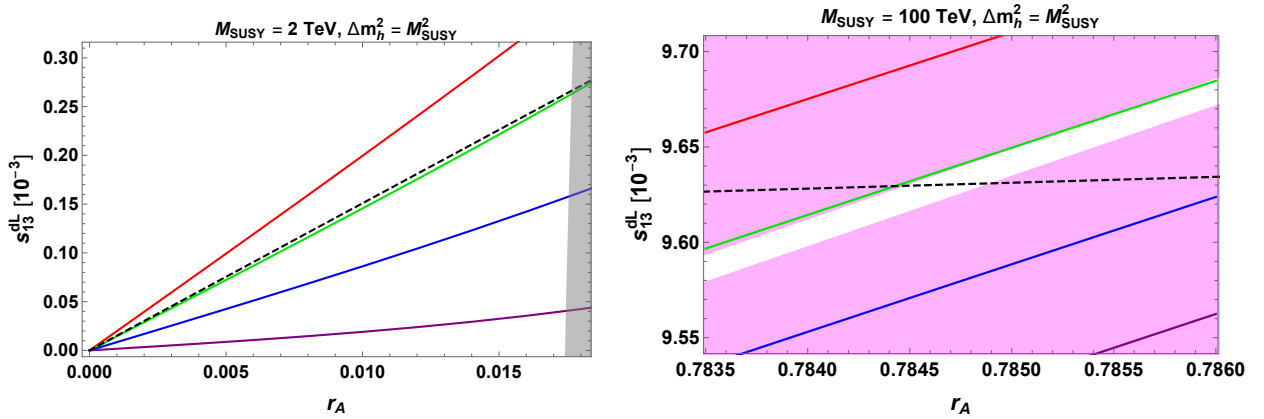 M_SUSY = 2 TeV, Δm_h^2 = M_SUSY^2
0.30
0.25
0.20
0.15
0.10
0.05
0.00
s_13^dL [10^-3]
0.000 0.005 0.010 0.015
r_A
M_SUSY = 100 TeV, Δm_h^2 = M_SUSY^2
9.70
9.65
9.60
9.55
s_13^dL [10^-3]
0.7835 0.7840 0.7845 0.7850 0.7855 0.7860
r_A